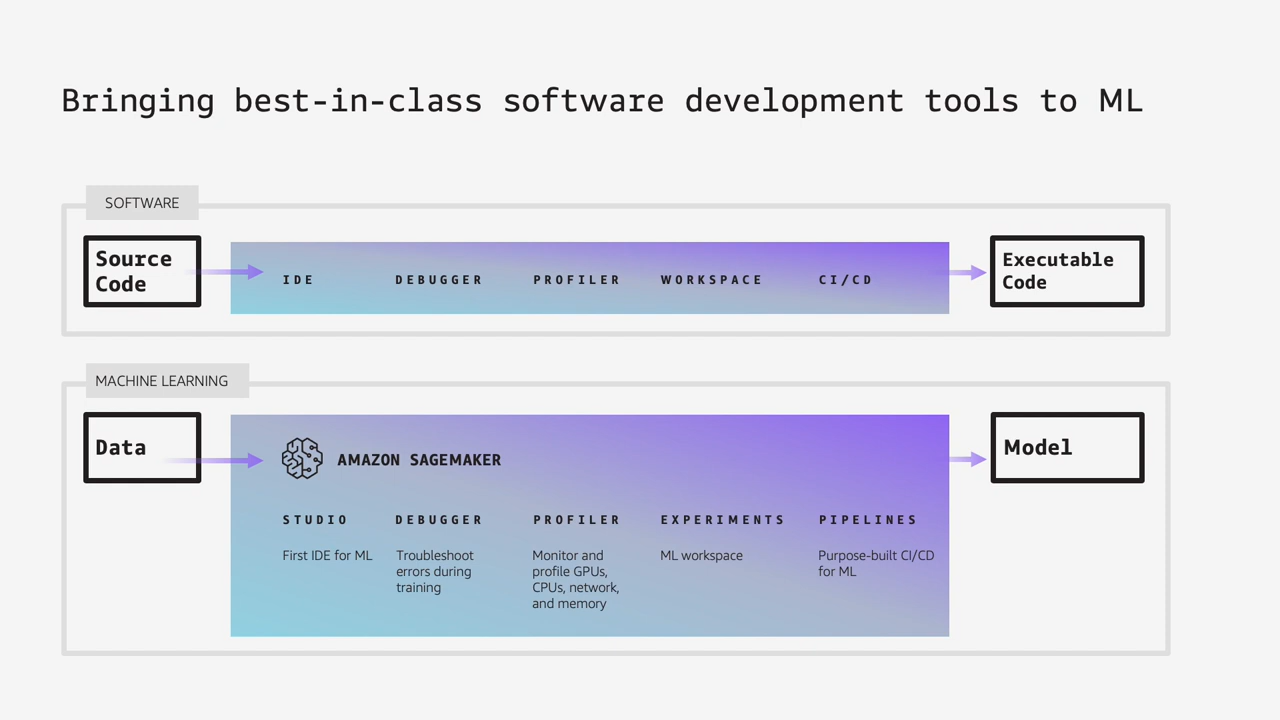 Bringing best-in-class software development tools to ML
SOFTWARE
Source
Code
IDE
DEBUGGER
PROFILER
WORKSPACE
CI/CD
Executable
Code
MACHINE LEARNING
Data
AMAZON SAGEMAKER
Model
STUDIO
First IDE for ML
DEBUGGER
Troubleshoot
errors during
training
PROFILER
Monitor and
profile GPUs,
CPUs, network,
and memory
EXPERIMENTS
ML workspace
PIPELINES
Purpose-built CI/CD
for ML